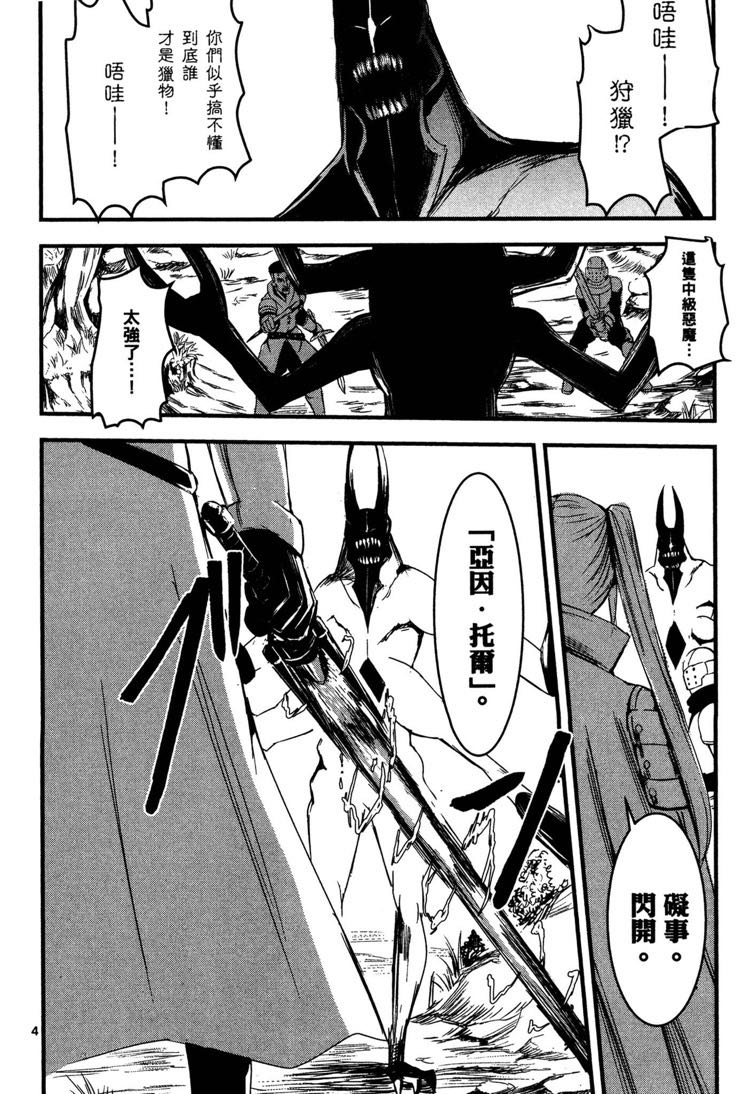 唔哇——！
狩獵!?
你們似乎搞不懂
到底誰
才是獵物！
唔哇——！
這隻中級惡魔…
太強了…！
礙事。
閃開。
「亞因·托爾」。
4